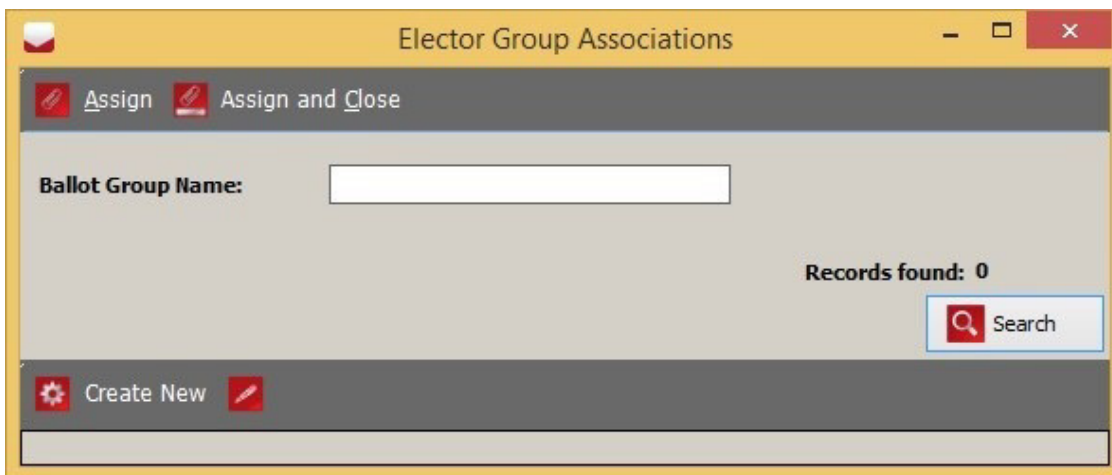 Elector Group Associations
Assign Assign and Close
Ballot Group Name:
Records found: 0
Search
Create New